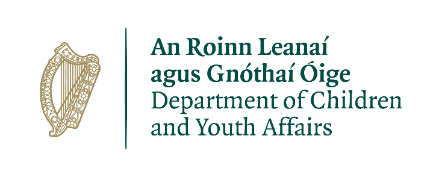 An Roinn Leanaí
agus Gnóthaí Óige
Department of Children
and Youth Affairs